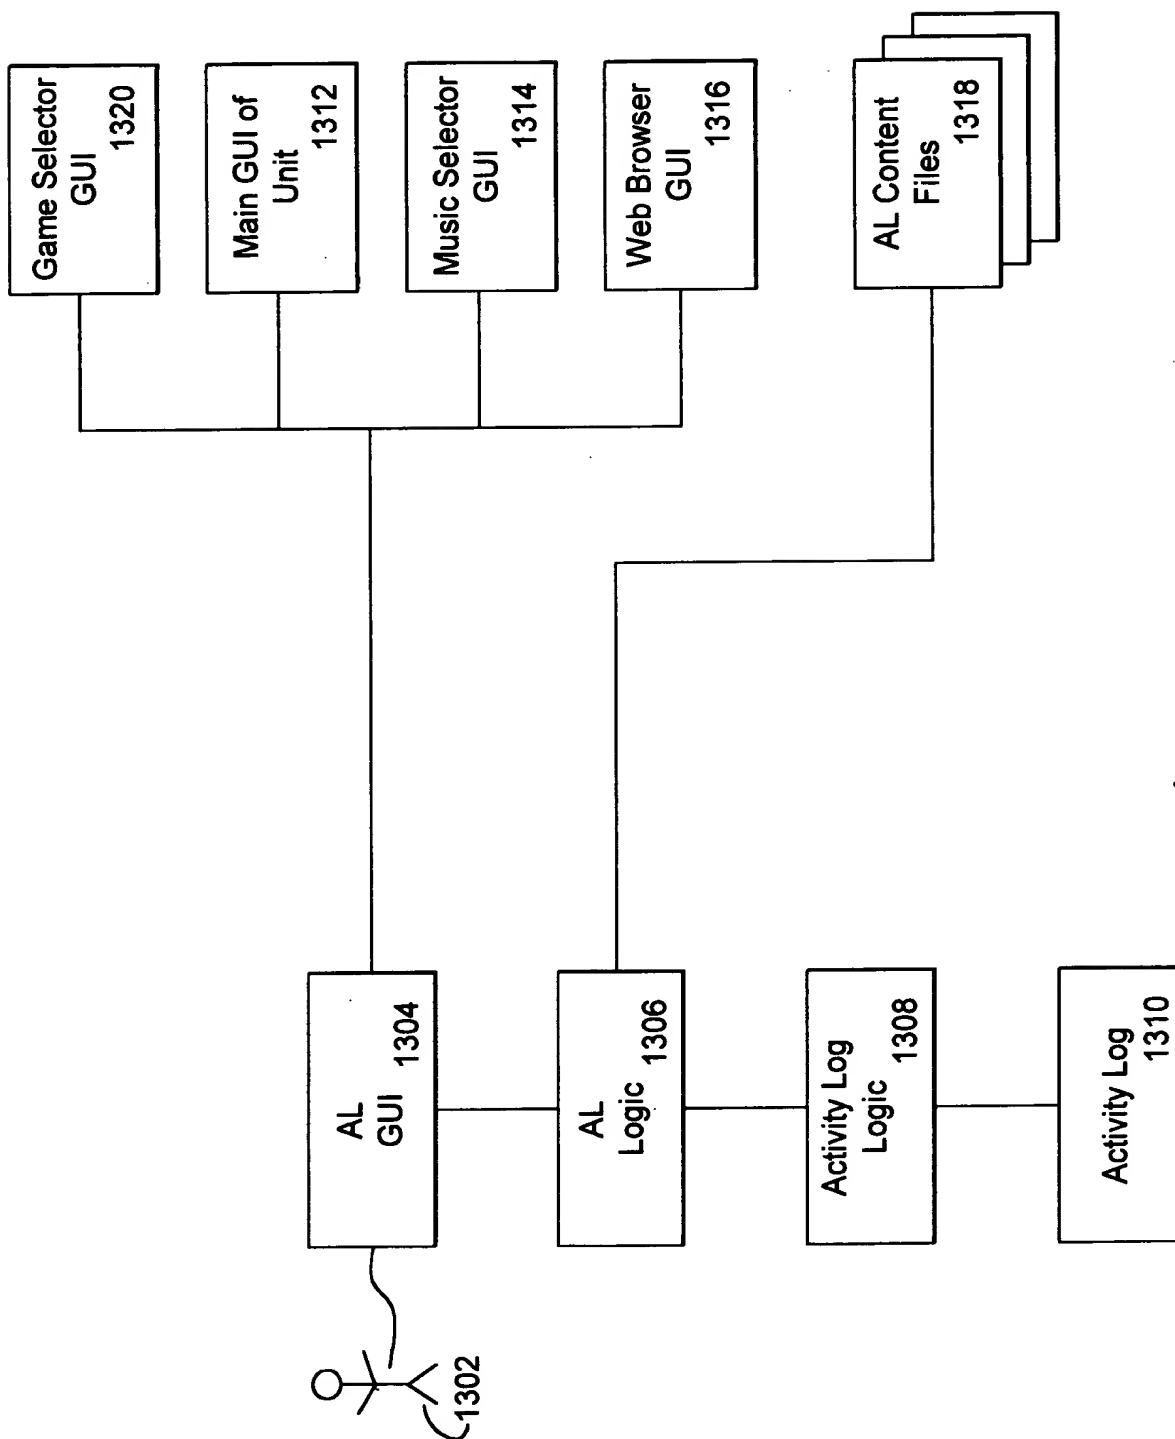 Game Selector
GUI
1320
Main GUI of
Unit
1312
Music Selector
GUI
1314
Web Browser
GUI
1316
AL Content
Files
1318
AL
GUI
1304
AL
Logic
1306
Activity Log
Logic
1308
Activity Log
1310
1302